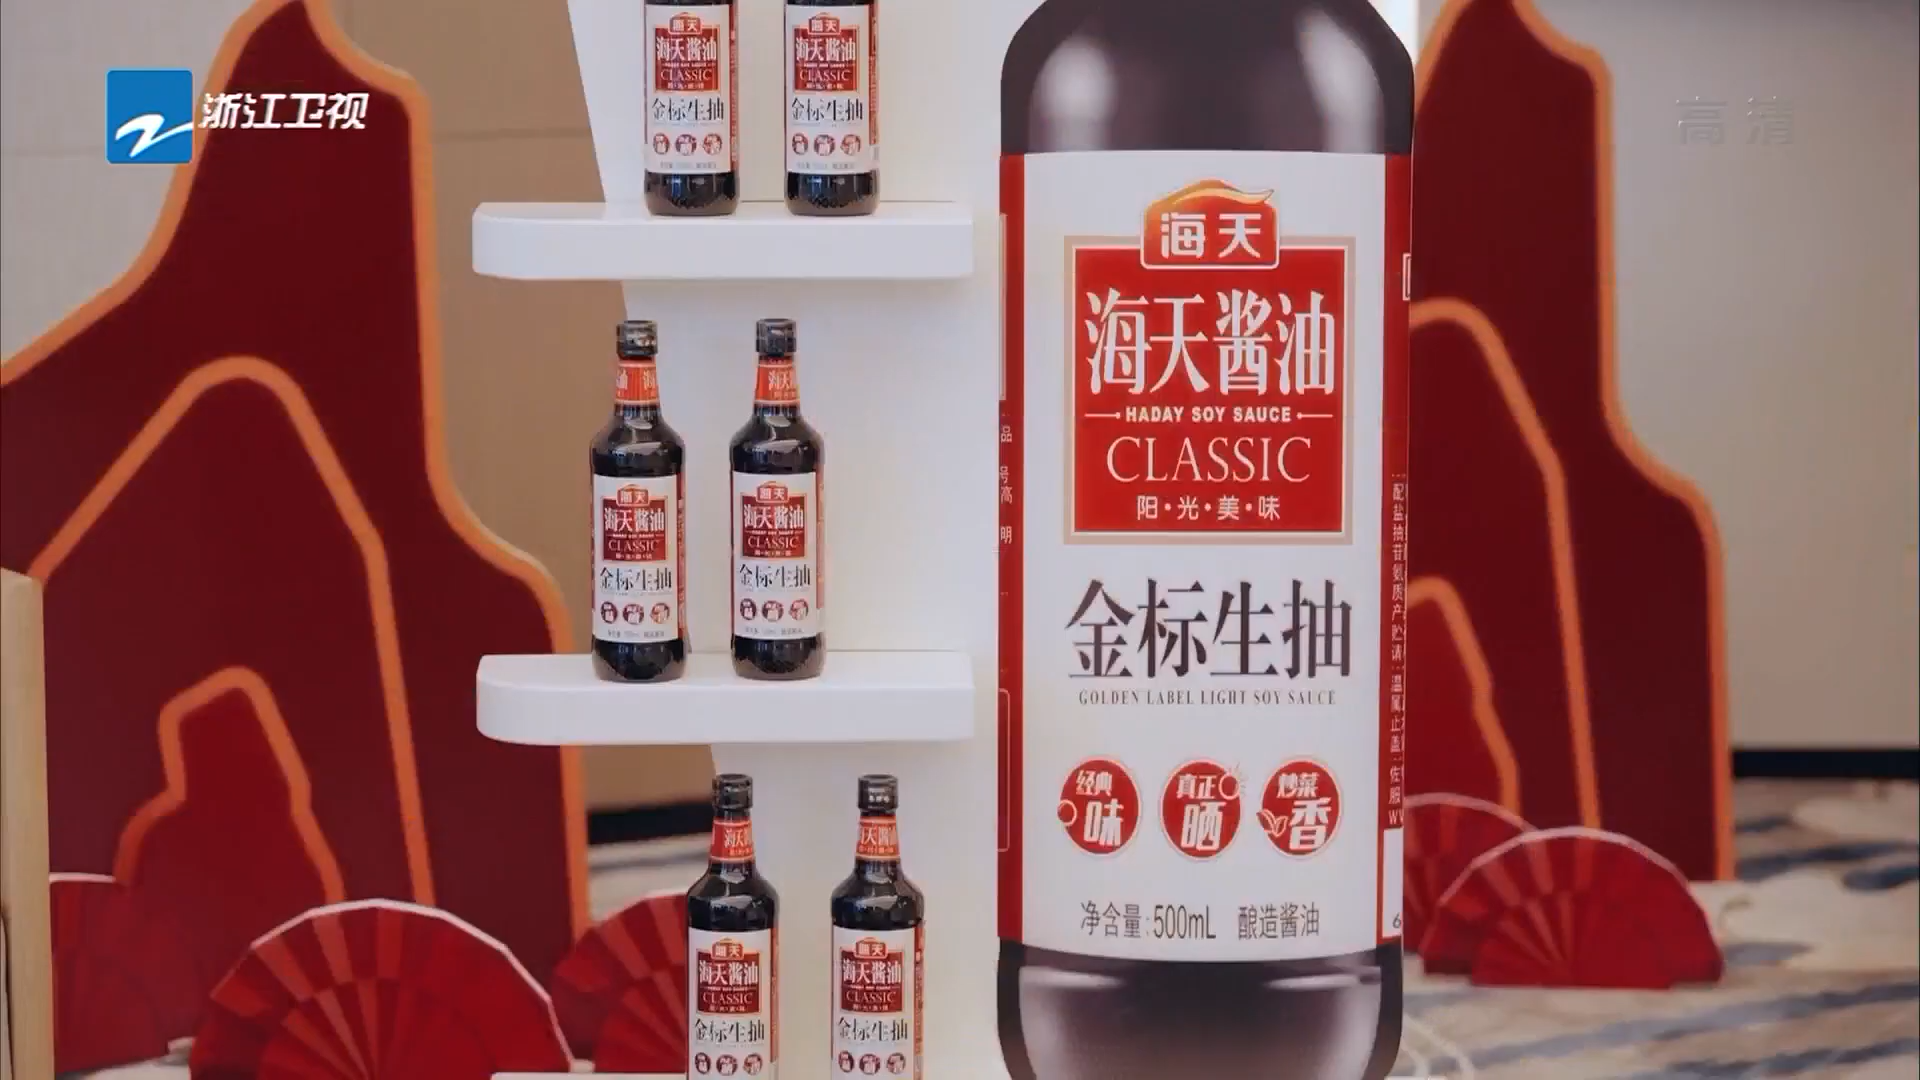 浙江卫视
高清
海天
海天酱油
HADAY SOY SAUCE
CLASSIC
阳·光·美·味
金标生抽
GOLDEN LABEL LIGHT SOY SAUCE
经典
味
真正
晒
炒菜
香
净含量:500mL 酿造酱油
海天
海天酱油
CLASSIC
金标生抽
海天
海天酱油
CLASSIC
金标生抽
海天
海天酱油
CLASSIC
金标生抽
海天
海天酱油
CLASSIC
金标生抽
海天
海天酱油
CLASSIC
金标生抽
海天
海天酱油
CLASSIC
金标生抽